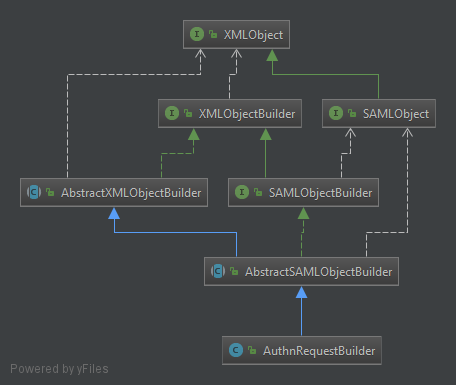 I XMLObject
I XMLObjectBuilder
I SAMLObject
C AbstractXMLObjectBuilder
I SAMLObjectBuilder
C AbstractSAMLObjectBuilder
C AuthnRequestBuilder
Powered by yFiles